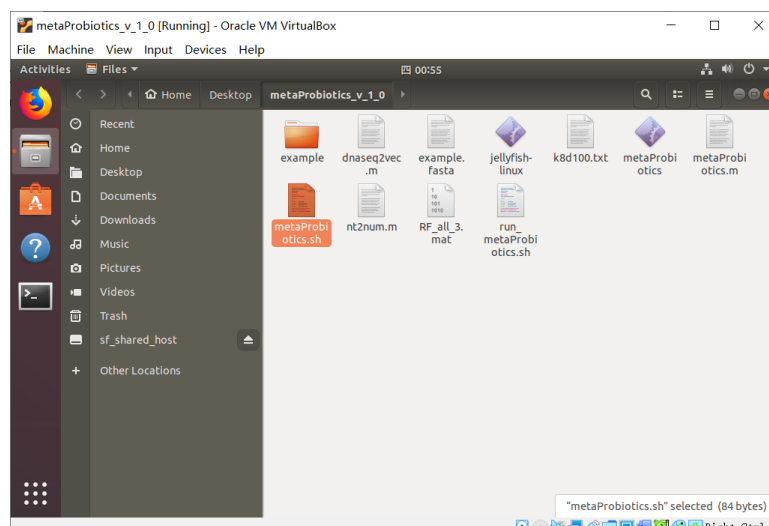 metaProbiotics_v_1_0 [Running] - Oracle VM VirtualBox
File Machine View Input Devices Help
Activities Files 00:55
Home Desktop metaProbiotics_v_1_0
Recent
Home
Desktop
Documents
Downloads
Music
Pictures
Videos
Trash
sf_shared_host
+ Other Locations
example dnaseq2vec example. jellyfish- k8d100.txt metaProbi metaProbi
.m fasta linux otics otics.m
metaProbi nt2num.m RF_all_3. run_
otics.sh mat metaProbi
otics.sh
"metaProbiotics.sh" selected (84 bytes)